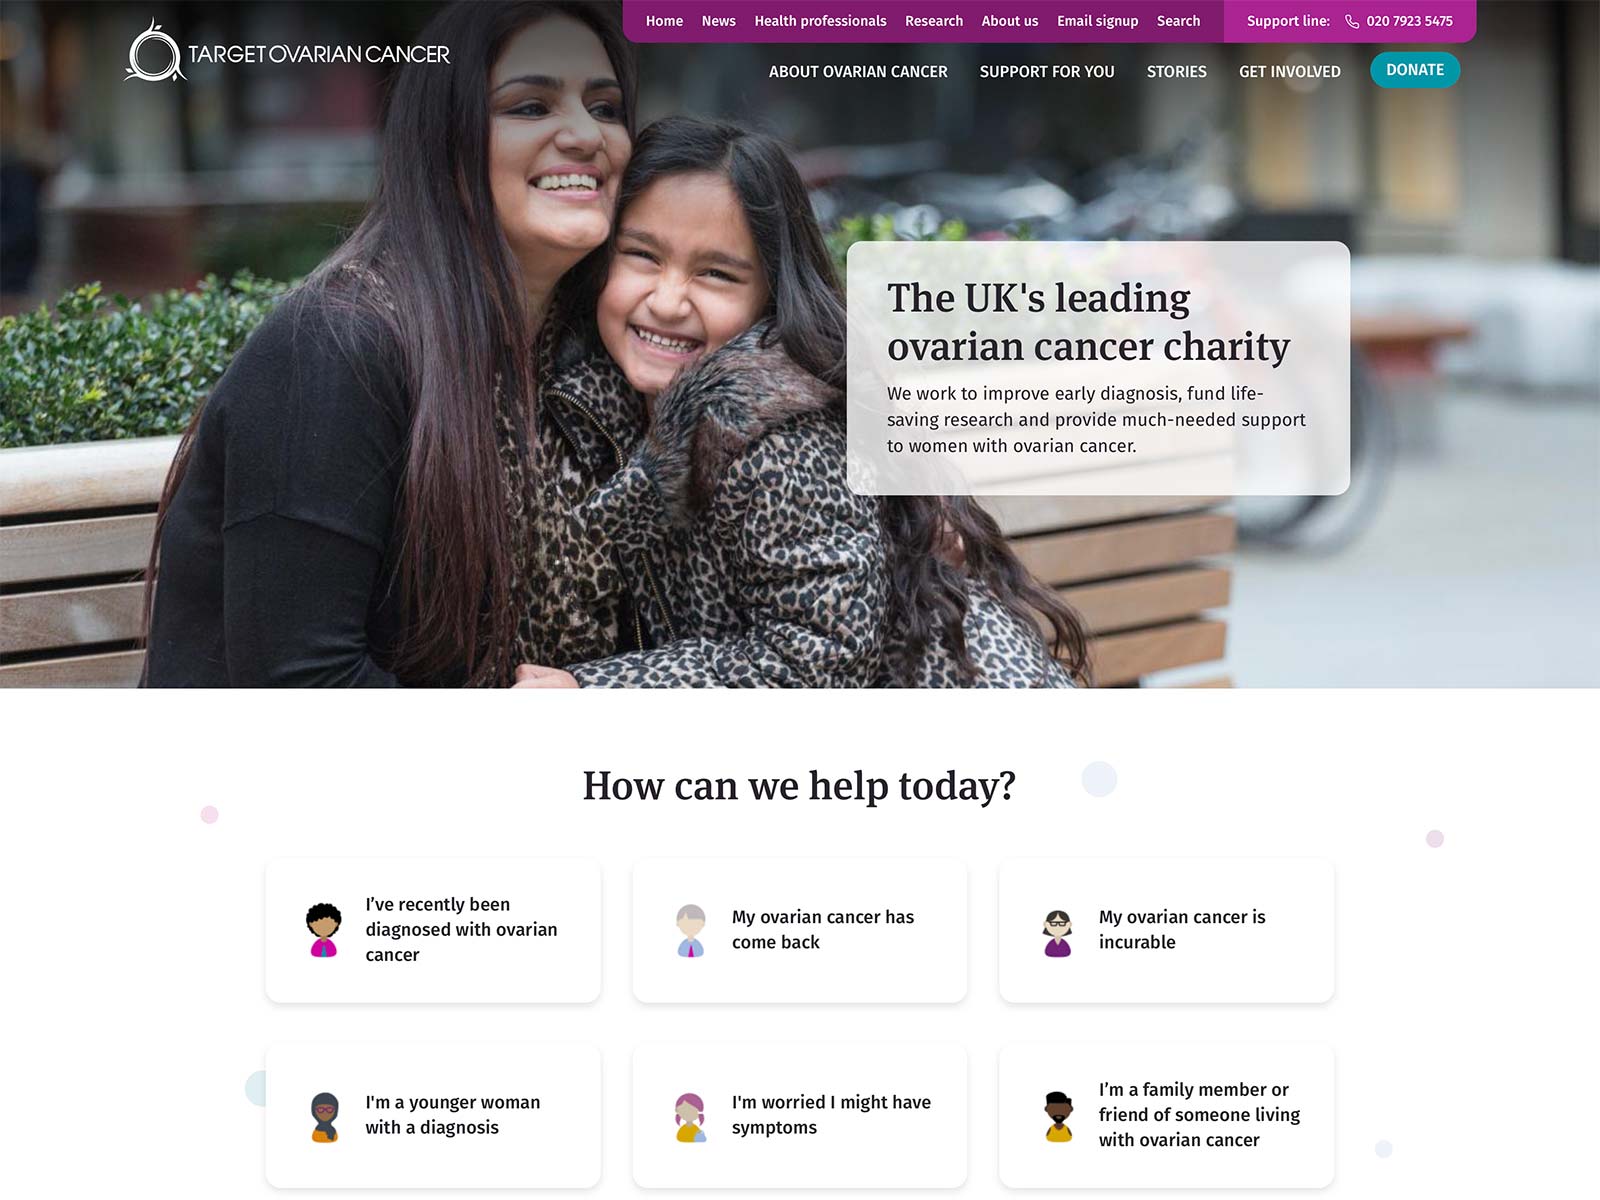 Home News Health professionals Research About us Email signup Search Support line: 020 7923 5475
TARGET OVARIAN CANCER
ABOUT OVARIAN CANCER SUPPORT FOR YOU STORIES GET INVOLVED DONATE
The UK's leading
ovarian cancer charity
We work to improve early diagnosis, fund life-
saving research and provide much-needed support
to women with ovarian cancer.
How can we help today?
I’ve recently been
diagnosed with ovarian
cancer
My ovarian cancer has
come back
My ovarian cancer is
incurable
I'm a younger woman
with a diagnosis
I'm worried I might have
symptoms
I’m a family member or
friend of someone living
with ovarian cancer